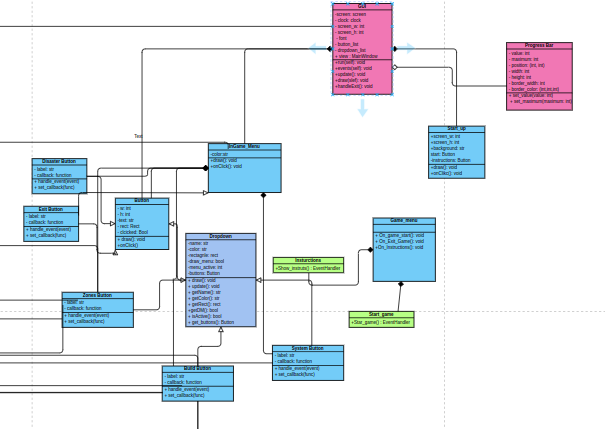 GUI
-screen: screen
- clock: clock
- screen_w: int
- screen_h: int
- font
- button_list
- dropdown_list
+ view : MainWindow
+run(self): void
+events(self): void
+update(): void
+draw(self): void
+handleExit(): void
Progress Bar
- value: int
- maximum: int
- position: (int, int)
- width: int
- height: int
- border_width: int
- border_color: (int,int,int)
+ set_value(value: int)
+ set_maximum(maximum: int)
Start_up
+screen_w: int
+screen_h: int
+background: str
start: Button
-instructions: Button
+draw(): void
+onClik(): void
Text
InGame_Menu
-color:str
+draw(): void
+onClick(): void
Disaster Button
- label: str
- callback: function
+ handle_event(event)
+ set_callback(func)
Exit Button
- label: str
- callback: function
+ handle_event(event)
+ set_callback(func)
Button
- w: int
- h: int
-text: str
- rect: Rect
- clicked: Bool
+ draw(): void
+onClick()
Dropdown
-name: str
-color: str
-rectagnle: rect
-draw_menu: bool
-menu_active: int
-buttons: Button
+ draw(): void
+ update(): void
+ getName(): str
+ getColor(): str
+ getRect(): rect
+getDM(): bool
+ isActive(): bool
+ get_buttons(): Button
Game_menu
+ On_game_start(): void
+ On_Exit_Game(): void
+On_Instructions(): void
Insturctions
+Show_instruts() : EventHandler
Zones Button
- label: str
- callback: function
+ handle_event(event)
+ set_callback(func)
Start_game
+Star_game() : EventHandler
System Button
- label: str
- callback: function
+ handle_event(event)
+ set_callback(func)
Build Button
- label: str
- callback: function
+ handle_event(event)
+ set_callback(func)